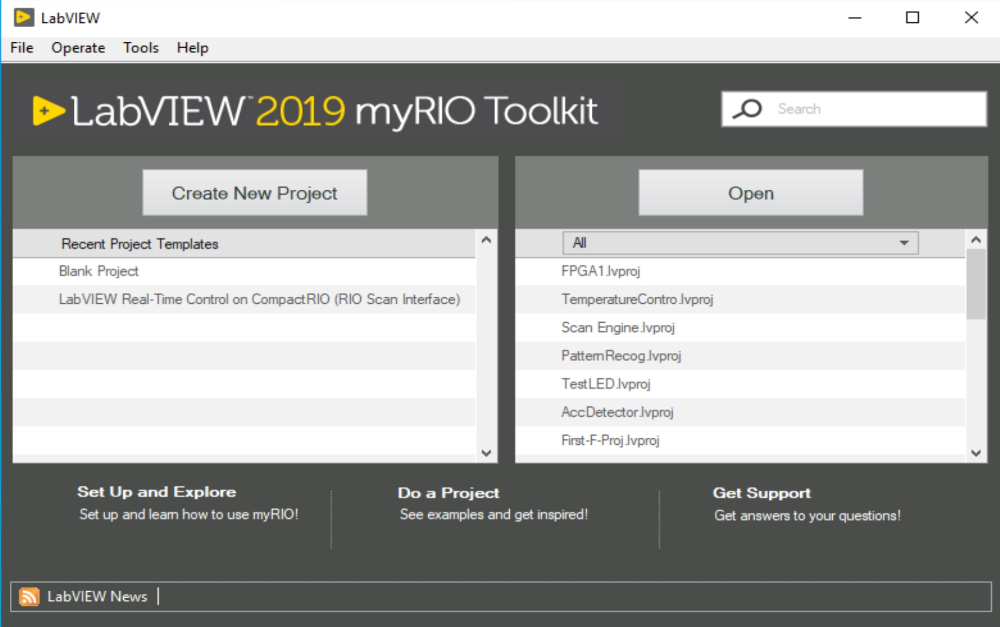 LabVIEW
File Operate Tools Help
LabVIEW™ 2019 myRIO Toolkit
Search
Create New Project
Open
Recent Project Templates
Blank Project
LabVIEW Real-Time Control on CompactRIO (RIO Scan Interface)
All
FPGA1.lvproj
TemperatureContro.lvproj
Scan Engine.lvproj
PatternRecog.lvproj
TestLED.lvproj
AccDetector.lvproj
First-F-Proj.lvproj
Set Up and Explore
Set up and learn how to use myRIO!
Do a Project
See examples and get inspired!
Get Support
Get answers to your questions!
LabVIEW News